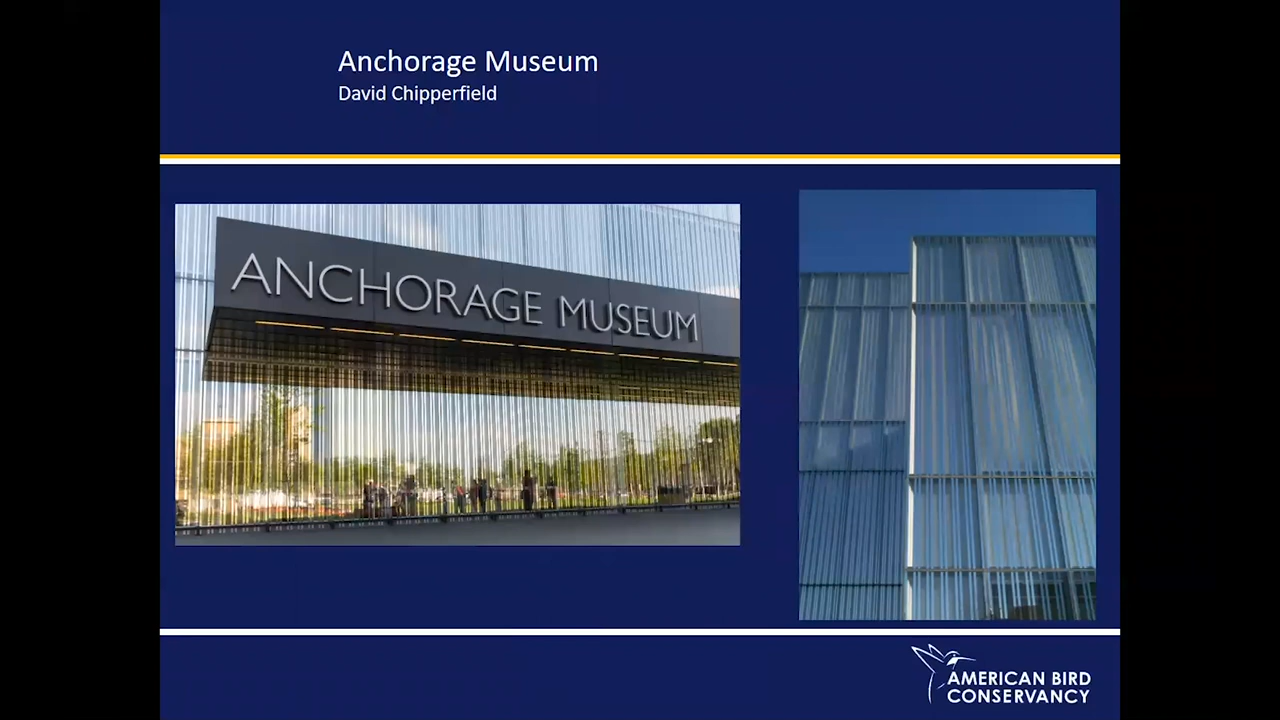 Anchorage Museum
David Chipperfield
ANCHORAGE MUSEUM
AMERICAN BIRD
CONSERVANCY